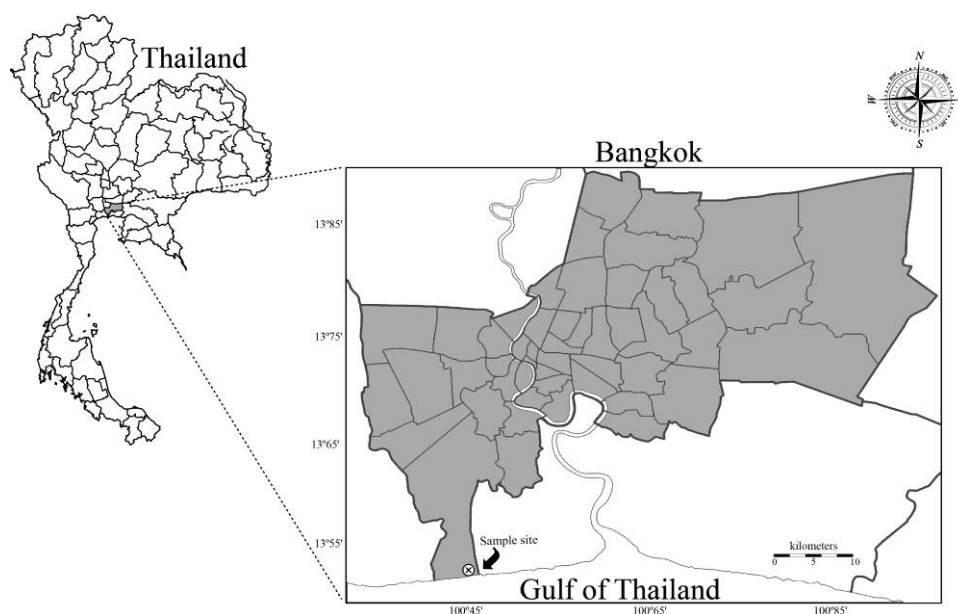 Thailand
N
W
S
Bangkok
13°85'
13°75'
13°65'
13°55'
Sample site
kilometers
0 5 10
Gulf of Thailand
100°45'
100°65'
100°85'